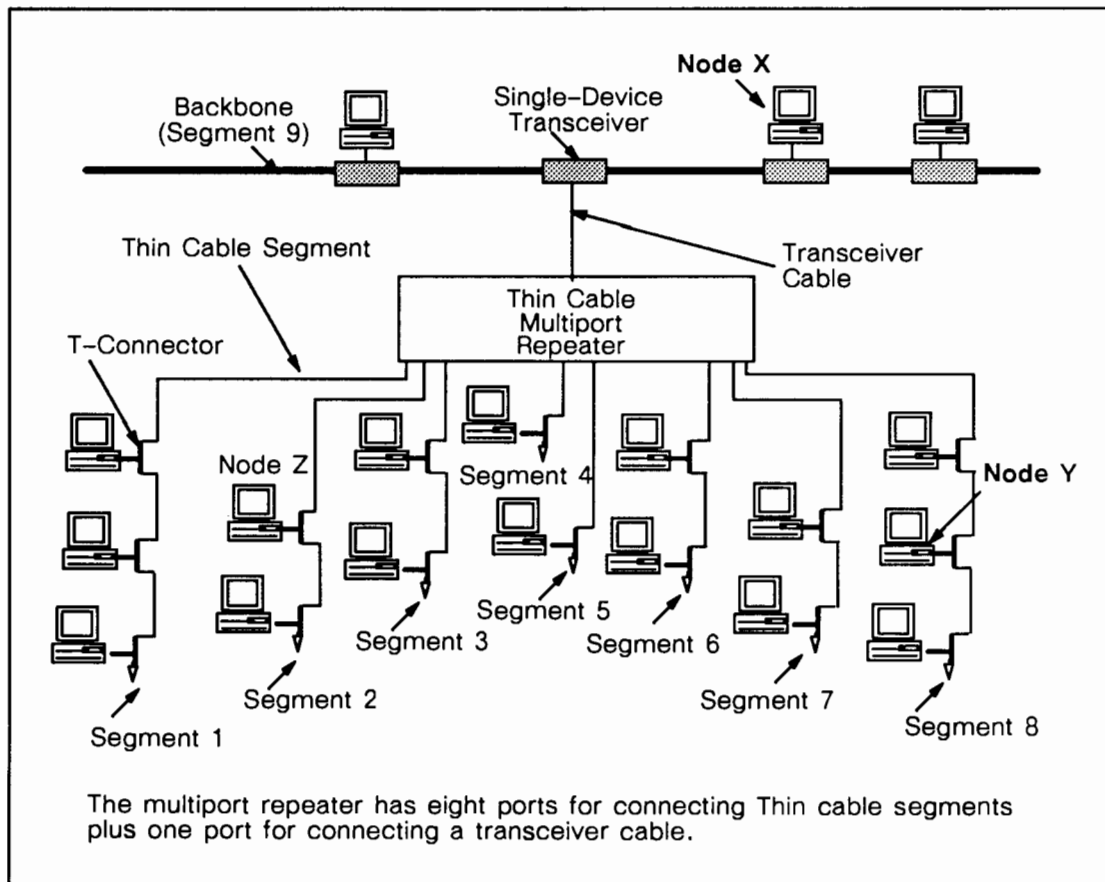 Node X
Backbone
(Segment 9)
Single-Device
Transceiver
Thin Cable Segment
Transceiver
Cable
Thin Cable
Multiport
Repeater
T-Connector
Node Z
Segment 4
Node Y
Segment 5
Segment 3
Segment 6
Segment 2
Segment 7
Segment 1
Segment 8
The multiport repeater has eight ports for connecting Thin cable segments
plus one port for connecting a transceiver cable.